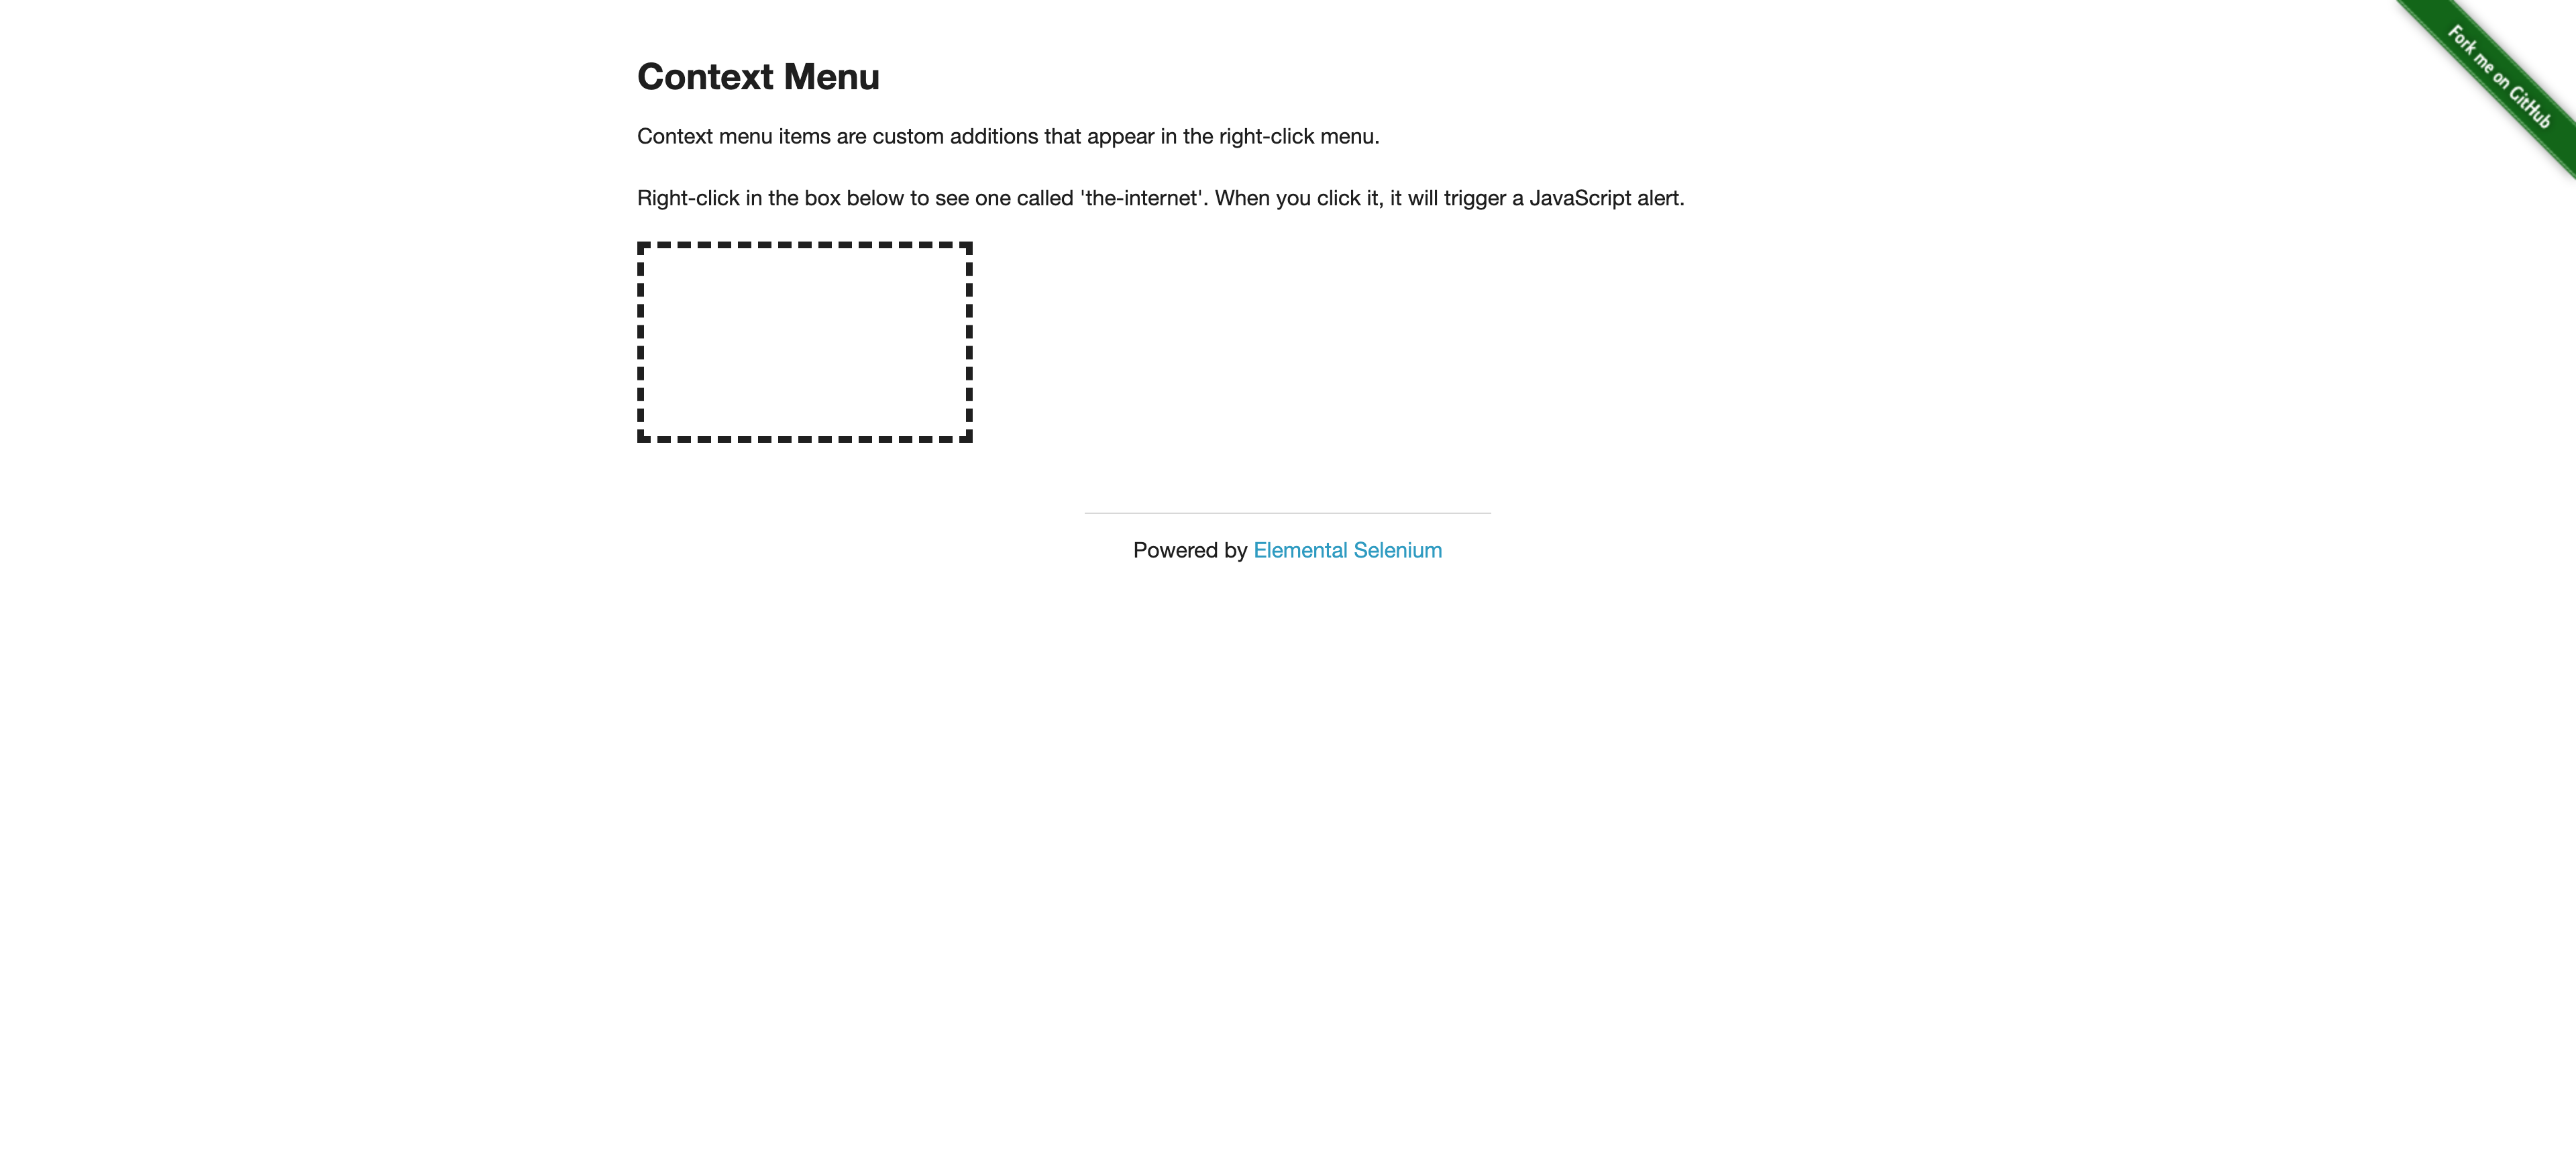 Fork me on GitHub
Context Menu
Context menu items are custom additions that appear in the right-click menu.
Right-click in the box below to see one called 'the-internet'. When you click it, it will trigger a JavaScript alert.
Powered by Elemental Selenium